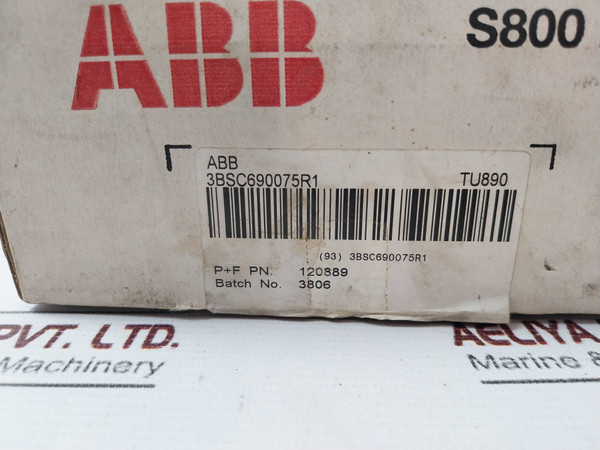 ABB
S800
ABB
3BSC690075R1 TU890
(93) 3BSC690075R1
P+F PN. 120889
Batch No. 3806
PVT. LTD. AELIYA
Machinery Marine &